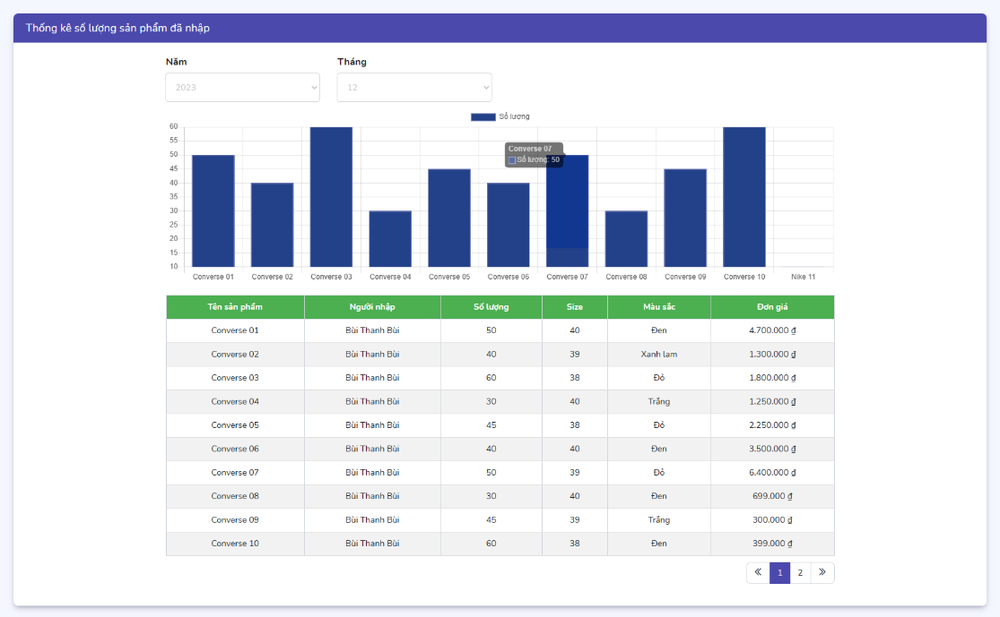 Thống kê số lượng sản phẩm đã nhập
Năm Tháng
2023 12
Số lượng
60
55
50
45
40
35
30
25
20
15
10
Converse 07
Số lượng: 50
Converse 01 Converse 02 Converse 03 Converse 04 Converse 05 Converse 06 Converse 07 Converse 08 Converse 09 Converse 10 Nike 11
Tên sản phẩm Người nhập Số lượng Size Màu sắc Đơn giá
Converse 01 Bùi Thanh Bùi 50 40 Đen 4.700.000 ₫
Converse 02 Bùi Thanh Bùi 40 39 Xanh lam 1.300.000 ₫
Converse 03 Bùi Thanh Bùi 60 38 Đỏ 1.800.000 ₫
Converse 04 Bùi Thanh Bùi 30 40 Trắng 1.250.000 ₫
Converse 05 Bùi Thanh Bùi 45 38 Đỏ 2.250.000 ₫
Converse 06 Bùi Thanh Bùi 40 40 Đen 3.500.000 ₫
Converse 07 Bùi Thanh Bùi 50 39 Đỏ 6.400.000 ₫
Converse 08 Bùi Thanh Bùi 30 40 Đen 699.000 ₫
Converse 09 Bùi Thanh Bùi 45 39 Trắng 300.000 ₫
Converse 10 Bùi Thanh Bùi 60 38 Đen 399.000 ₫
« 1 2 »